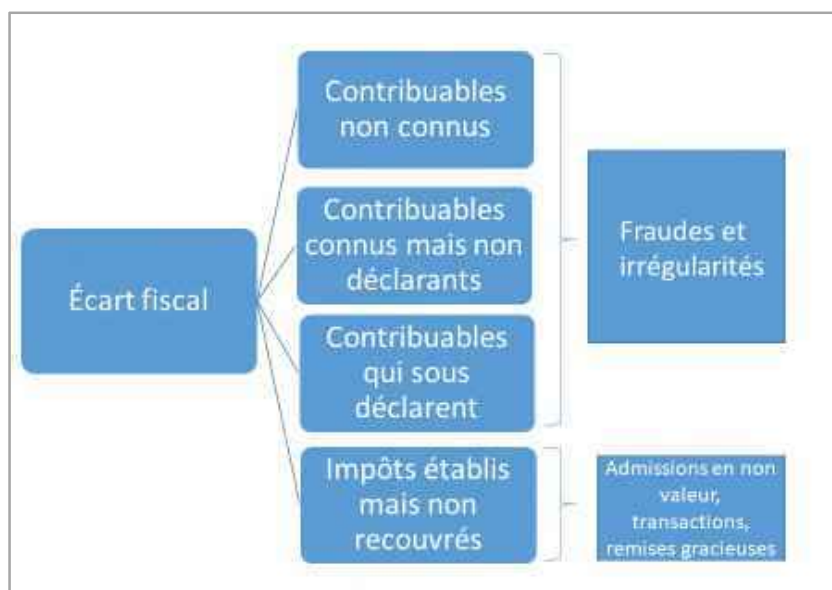 Écart fiscal
Contribuables
non connus
Contribuables
connus mais non
déclarants
Contribuables
qui sous
déclarent
Impôts établis
mais non
recouvrés
Fraudes et
irrégularités
Admissions en non
valeur,
transactions,
remises gracieuses